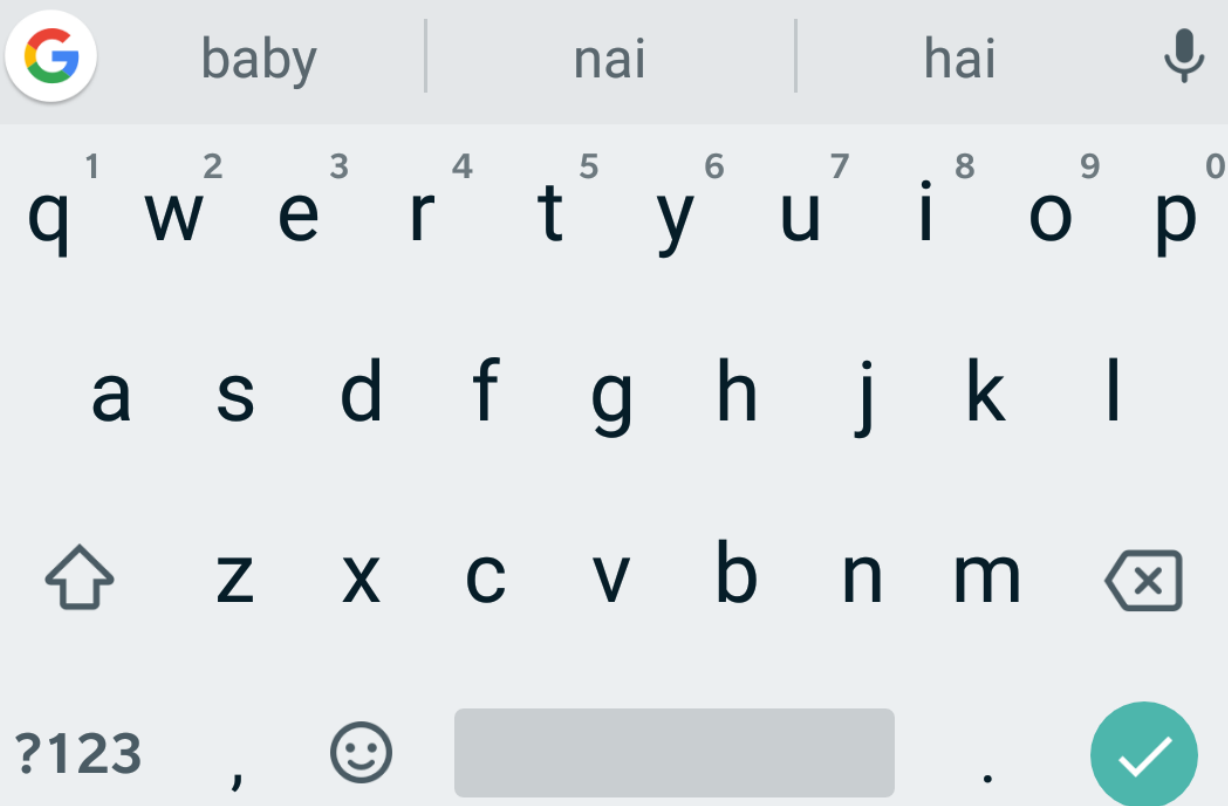 G baby nai hai
1 2 3 4 5 6 7 8 9 0
q w e r t y u i o p
a s d f g h j k l
z x c v b n m
?123 , .